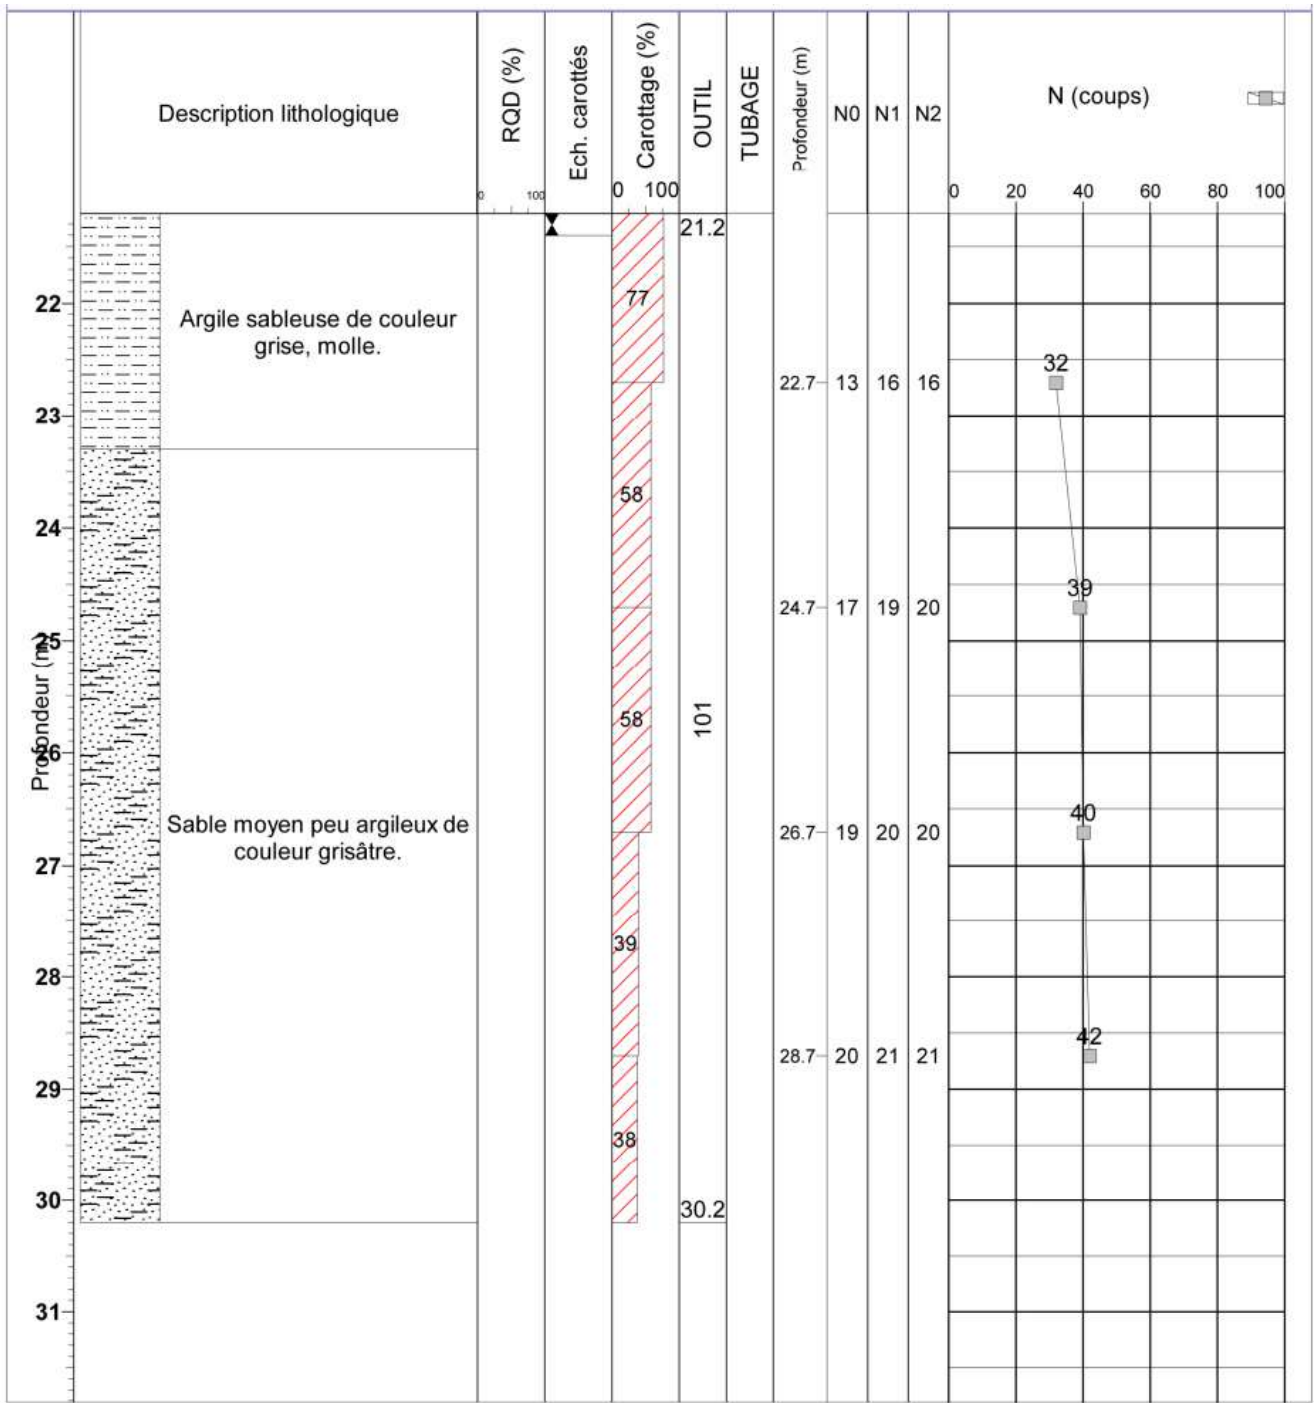 Description lithologique
RQD (%)
0 100
Ech. carottés
Carottage (%)
0 100
OUTIL
TUBAGE
Profondeur (m)
N0 N1 N2
N (coups)
0 20 40 60 80 100
21.2
77
22
Argile sableuse de couleur
grise, molle.
32
22.7 13 16 16
23
58
24
39
24.7 17 19 20
25
Profondeur (m)
58
101
26
40
Sable moyen peu argileux de
couleur grisâtre.
26.7 19 20 20
27
39
28
42
28.7 20 21 21
29
38
30
30.2
31